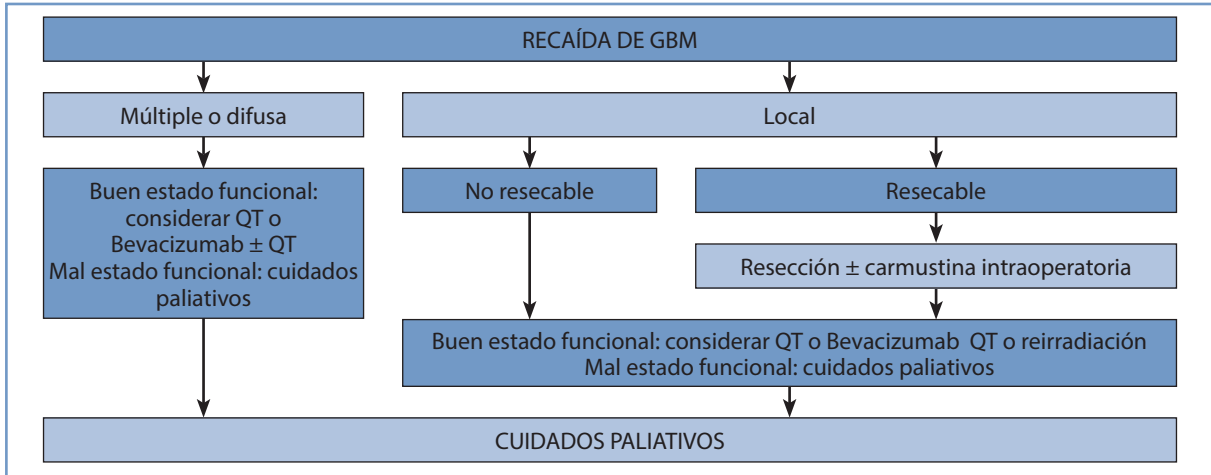 RECAÍDA DE GBM
Múltiple o difusa
Local
Buen estado funcional:
considerar QT o
Bevacizumab ± QT
Mal estado funcional: cuidados
paliativos
No resecable
Resecable
Resección ± carmustina intraoperatoria
Buen estado funcional: considerar QT o Bevacizumab QT o reirradiación
Mal estado funcional: cuidados paliativos
CUIDADOS PALIATIVOS